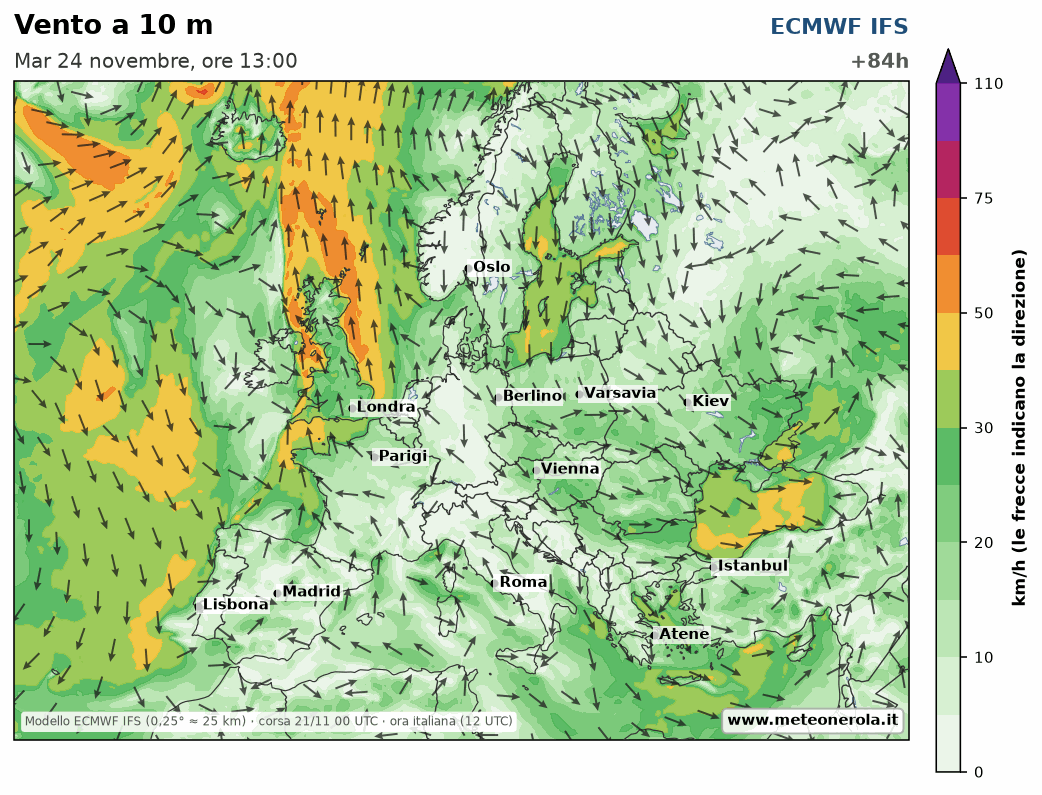 Vento a 10 m
ECMWF IFS
Mar 24 novembre, ore 13:00
+84h
110
75
50
30
20
10
0
km/h (le frecce indicano la direzione)
Oslo
Londra
Berlino
Varsavia
Kiev
Parigi
Vienna
Istanbul
Roma
Madrid
Lisbona
Atene
Modello ECMWF IFS (0,25° ≈ 25 km) · corsa 21/11 00 UTC · ora italiana (12 UTC)
www.meteonerola.it